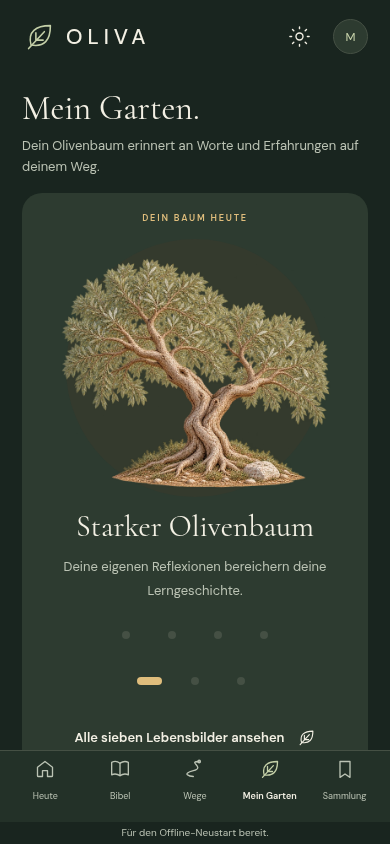 OLIVA
M
Mein Garten.
Dein Olivenbaum erinnert an Worte und Erfahrungen auf
deinem Weg.
DEIN BAUM HEUTE
Starker Olivenbaum
Deine eigenen Reflexionen bereichern deine
Lerngeschichte.
Alle sieben Lebensbilder ansehen
Heute Bibel Wege Mein Garten Sammlung
Für den Offline-Neustart bereit.